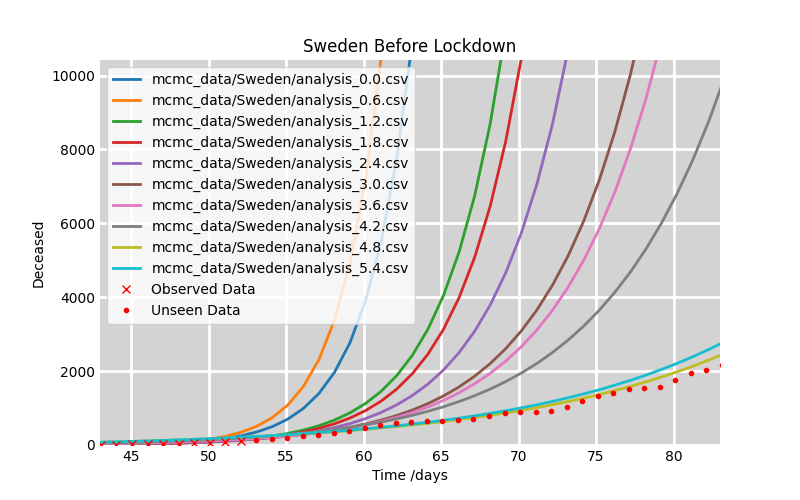 Sweden Before Lockdown
10000
8000
6000
4000
2000
0
Deceased
mcmc_data/Sweden/analysis_0.0.csv
mcmc_data/Sweden/analysis_0.6.csv
mcmc_data/Sweden/analysis_1.2.csv
mcmc_data/Sweden/analysis_1.8.csv
mcmc_data/Sweden/analysis_2.4.csv
mcmc_data/Sweden/analysis_3.0.csv
mcmc_data/Sweden/analysis_3.6.csv
mcmc_data/Sweden/analysis_4.2.csv
mcmc_data/Sweden/analysis_4.8.csv
mcmc_data/Sweden/analysis_5.4.csv
Observed Data
Unseen Data
45 50 55 60 65 70 75 80
Time /days